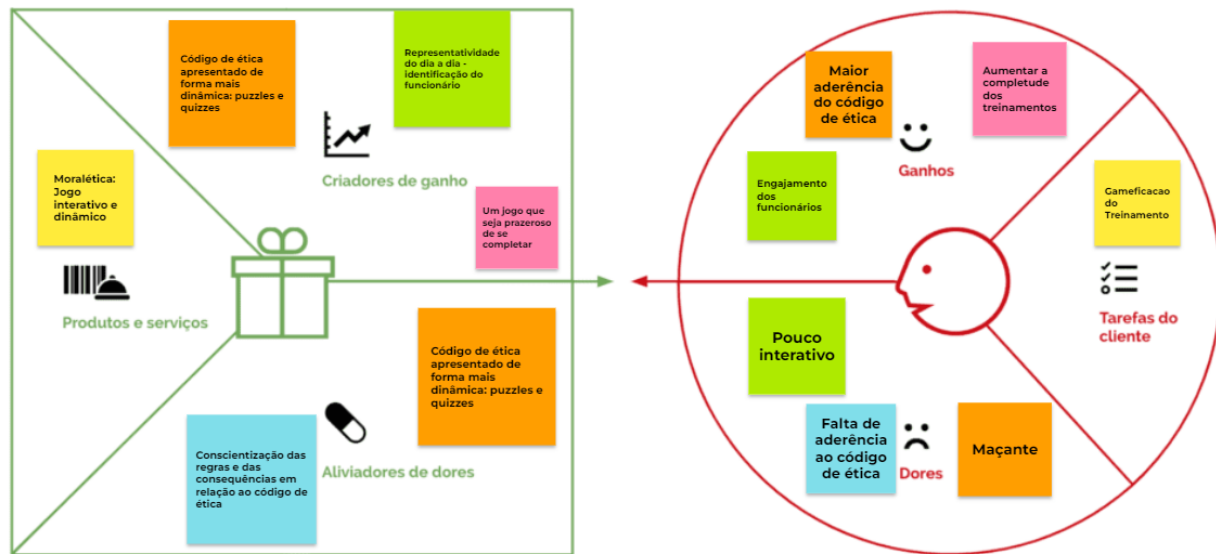 Código de ética
apresentado de
forma mais
dinâmica: puzzles e
quizzes
Representatividade
do dia a dia -
identificação do
funcionário
Criadores de ganho
Moralética:
Jogo
interativo e
dinâmico
Produtos e serviços
Um jogo que
seja prazeroso
de se
completar
Código de ética
apresentado de
forma mais
dinâmica: puzzles e
quizzes
Conscientização das
regras e das
consequências em
relação ao código de
ética
Aliviadores de dores
Maior
aderência
do código
de ética
Aumentar a
completude
dos
treinamentos
Ganhos
Engajamento
dos
funcionários
Gameficacao
do
Treinamento
Tarefas do
cliente
Pouco
interativo
Falta de
aderência
ao código
de ética
Dores
Maçante